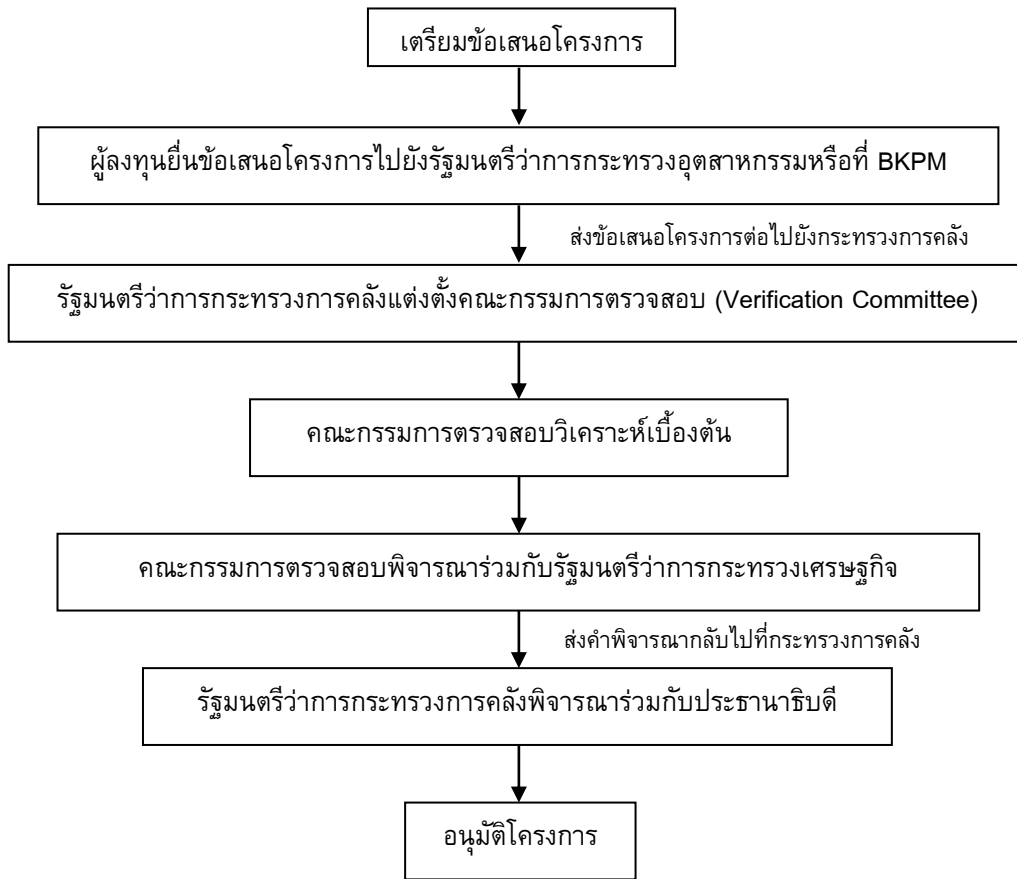 เตรียมข้อเสนอโครงการ
ผู้ลงทุนยื่นข้อเสนอโครงการไปยังรัฐมนตรีว่าการกระทรวงอุตสาหกรรมหรือที่ BKPM
ส่งข้อเสนอโครงการต่อไปยังกระทรวงการคลัง
รัฐมนตรีว่าการกระทรวงการคลังแต่งตั้งคณะกรรมการตรวจสอบ (Verification Committee)
คณะกรรมการตรวจสอบวิเคราะห์เบื้องต้น
คณะกรรมการตรวจสอบพิจารณาร่วมกับรัฐมนตรีว่าการกระทรวงเศรษฐกิจ
ส่งคำพิจารณากลับไปที่กระทรวงการคลัง
รัฐมนตรีว่าการกระทรวงการคลังพิจารณาร่วมกับประธานาธิบดี
อนุมัติโครงการ